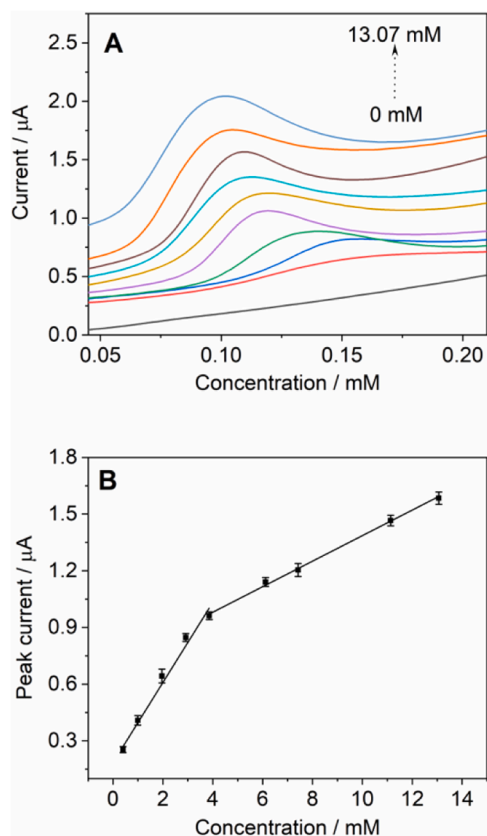 A
13.07 mM
0 mM
Current / μA
2.5
2.0
1.5
1.0
0.5
0.0
0.05 0.10 0.15 0.20
Concentration / mM
B
Peak current / μA
1.8
1.5
1.2
0.9
0.6
0.3
0 2 4 6 8 10 12 14
Concentration / mM